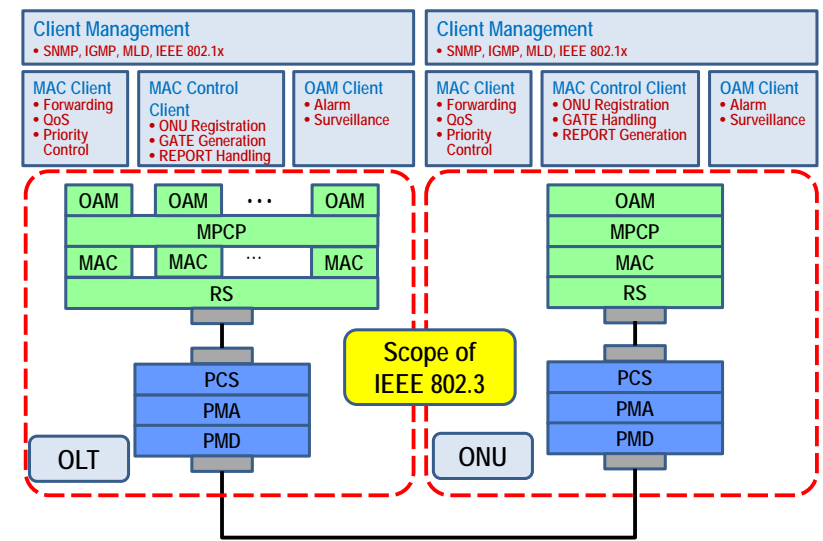 Client Management
• SNMP, IGMP, MLD, IEEE 802.1x
MAC Client
• Forwarding
• QoS
• Priority
Control
MAC Control
Client
• ONU Registration
• GATE Generation
• REPORT Handling
OAM Client
• Alarm
• Surveillance
Client Management
• SNMP, IGMP, MLD, IEEE 802.1x
MAC Client
• Forwarding
• QoS
• Priority
Control
MAC Control Client
• ONU Registration
• GATE Handling
• REPORT Generation
OAM Client
• Alarm
• Surveillance
OAM OAM ... OAM
MPCP
MAC MAC ... MAC
RS
PCS
PMA
PMD
OLT
Scope of
IEEE 802.3
OAM
MPCP
MAC
RS
PCS
PMA
PMD
ONU